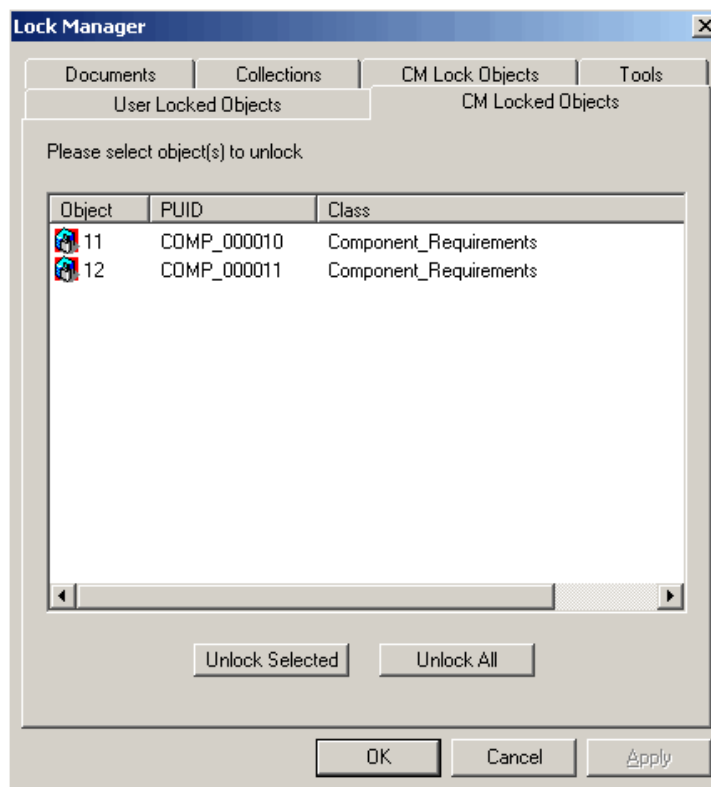 Lock Manager
Documents Collections CM Lock Objects Tools
User Locked Objects CM Locked Objects
Please select object(s) to unlock
Object PUID Class
11 COMP_000010 Component_Requirements
12 COMP_000011 Component_Requirements
Unlock Selected Unlock All
OK Cancel Apply